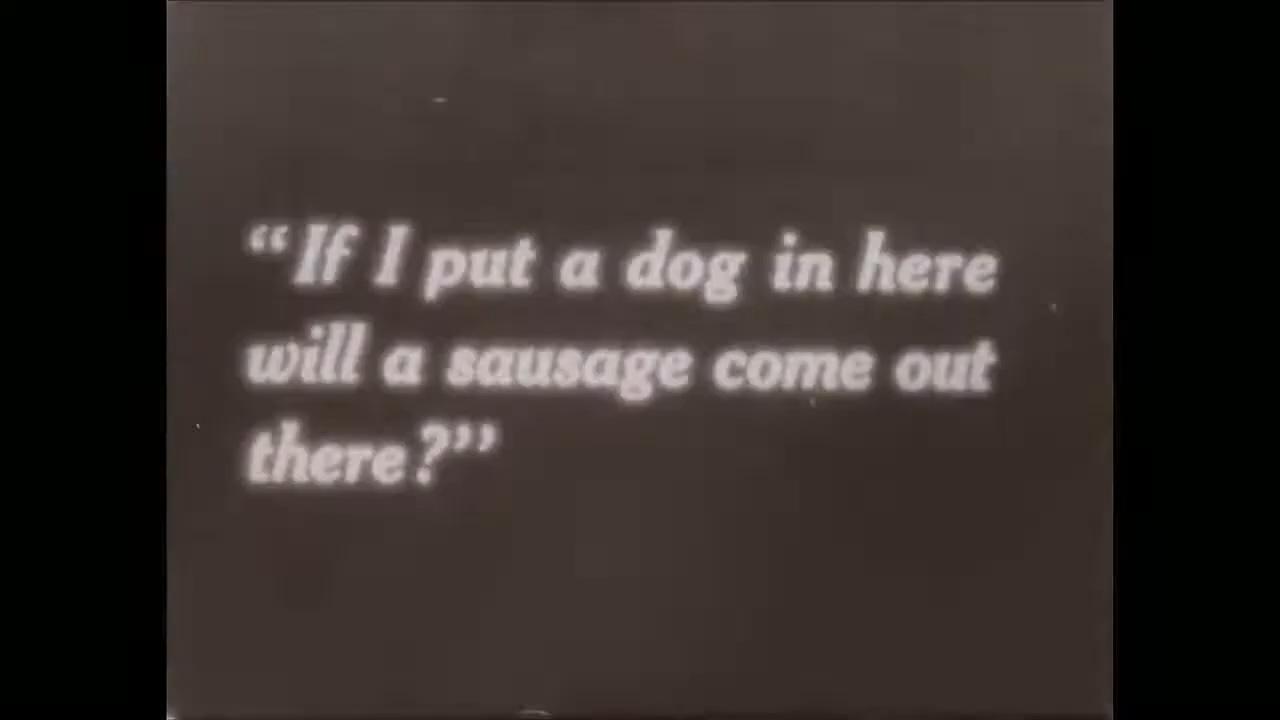 “If I put a dog in here
will a sausage come out
there?”